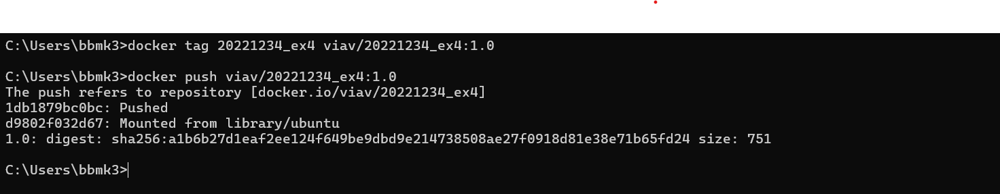 C:\Users\bbmk3>docker tag 20221234_ex4 viav/20221234_ex4:1.0
C:\Users\bbmk3>docker push viav/20221234_ex4:1.0
The push refers to repository [docker.io/viav/20221234_ex4]
1db1879bc0bc: Pushed
d9802f032d67: Mounted from library/ubuntu
1.0: digest: sha256:a1b6b27d1eaf2ee124f649be9dbd9e214738508ae27f0918d81e38e71b65fd24 size: 751
C:\Users\bbmk3>